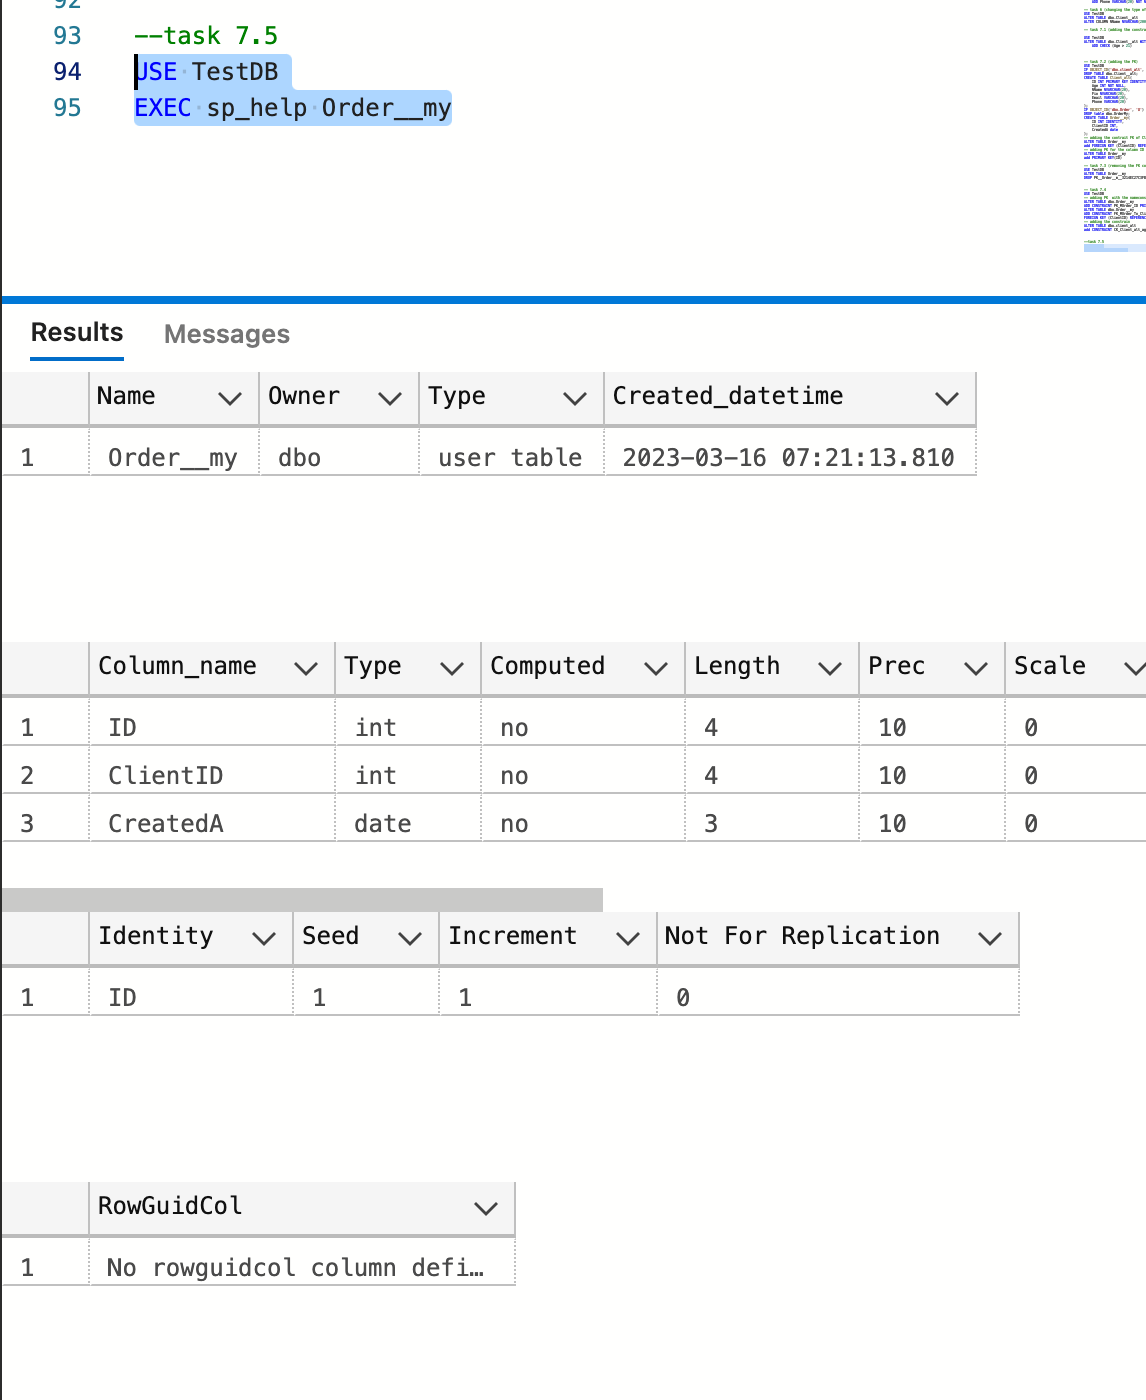 92
93 --task 7.5
94 USE TestDB
95 EXEC sp_help Order__my
Results Messages
Name Owner Type Created_datetime
1 Order__my dbo user table 2023-03-16 07:21:13.810
Column_name Type Computed Length Prec Scale
1 ID int no 4 10 0
2 ClientID int no 4 10 0
3 CreatedA date no 3 10 0
Identity Seed Increment Not For Replication
1 ID 1 1 0
RowGuidCol
1 No rowguidcol column defi…